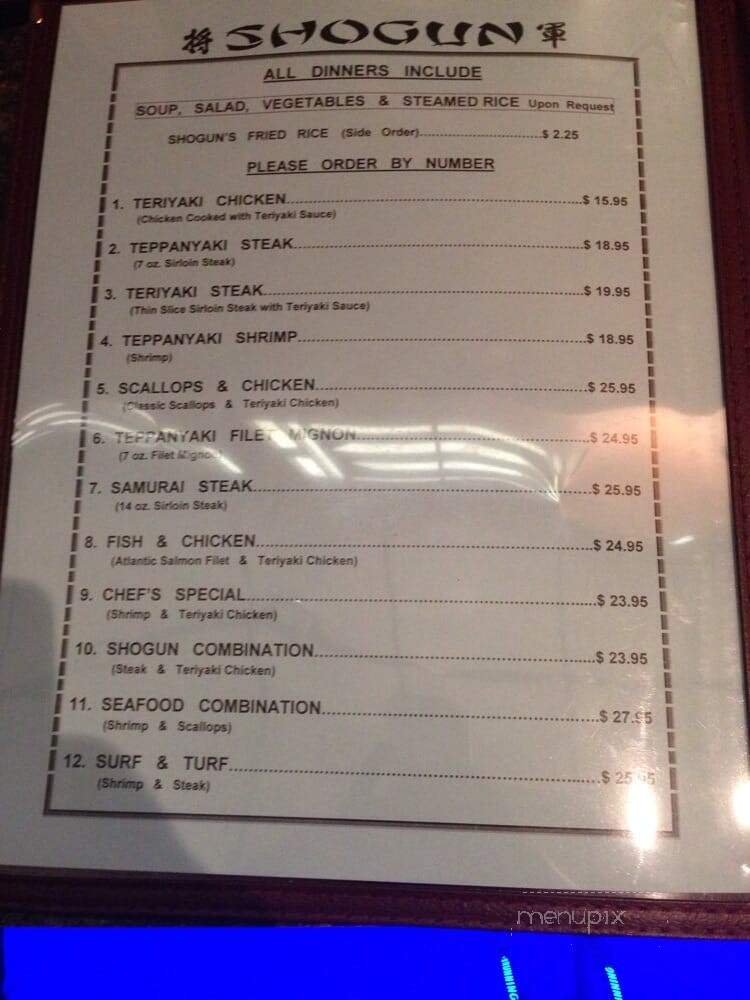 将 SHOGUN 軍
ALL DINNERS INCLUDE
SOUP, SALAD, VEGETABLES & STEAMED RICE Upon Request
SHOGUN'S FRIED RICE (Side Order)..............................$ 2.25
PLEASE ORDER BY NUMBER
1. TERIYAKI CHICKEN..............................$ 15.95
(Chicken Cooked with Teriyaki Sauce)
2. TEPPANYAKI STEAK..............................$ 18.95
(7 oz. Sirloin Steak)
3. TERIYAKI STEAK..............................$ 19.95
(Thin Slice Sirloin Steak with Teriyaki Sauce)
4. TEPPANYAKI SHRIMP..............................$ 18.95
(Shrimp)
5. SCALLOPS & CHICKEN..............................$ 25.95
(Classic Scallops & Teriyaki Chicken)
6. TEPPANYAKI FILET MIGNON..............................$ 24.95
(7 oz. Filet Mignon)
7. SAMURAI STEAK..............................$ 25.95
(14 oz. Sirloin Steak)
8. FISH & CHICKEN..............................$ 24.95
(Atlantic Salmon Filet & Teriyaki Chicken)
9. CHEF'S SPECIAL..............................$ 23.95
(Shrimp & Teriyaki Chicken)
10. SHOGUN COMBINATION..............................$ 23.95
(Steak & Teriyaki Chicken)
11. SEAFOOD COMBINATION..............................$ 27.95
(Shrimp & Scallops)
12. SURF & TURF..............................$ 25.95
(Shrimp & Steak)
menupix